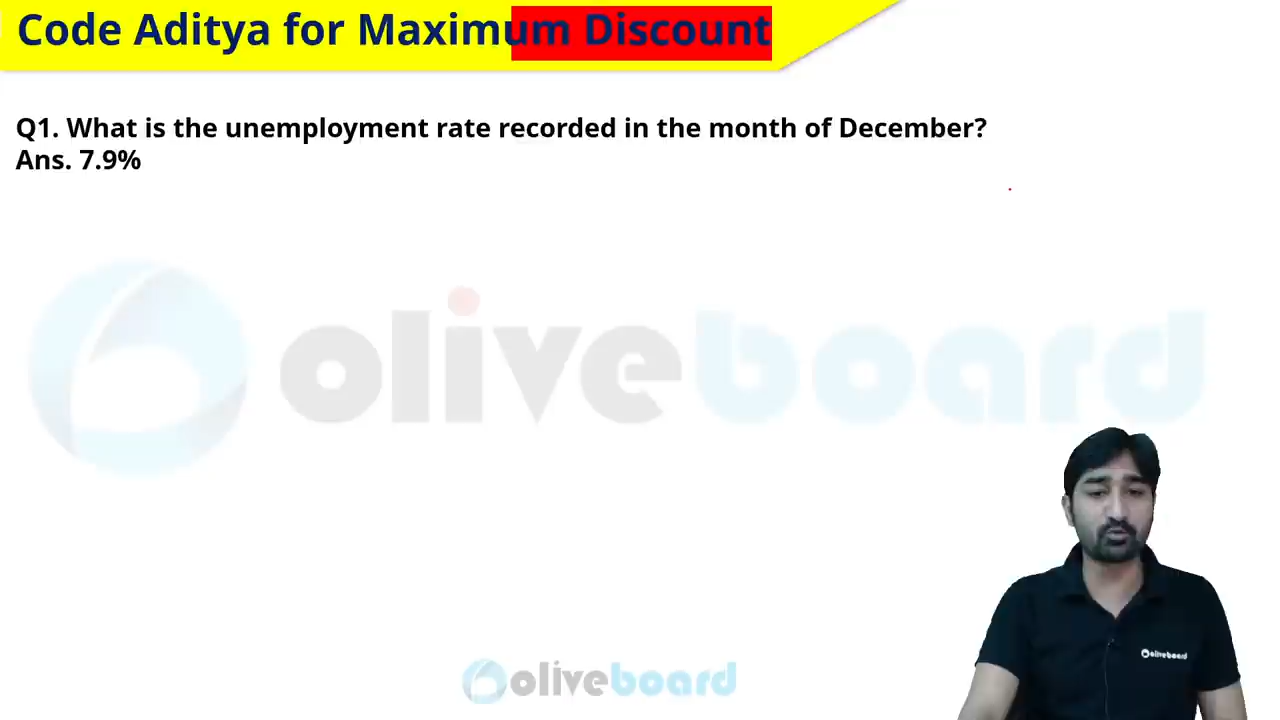 Code Aditya for Maximum Discount
Q1. What is the unemployment rate recorded in the month of December?
Ans. 7.9%
oliveboard
oliveboard
oliveboard